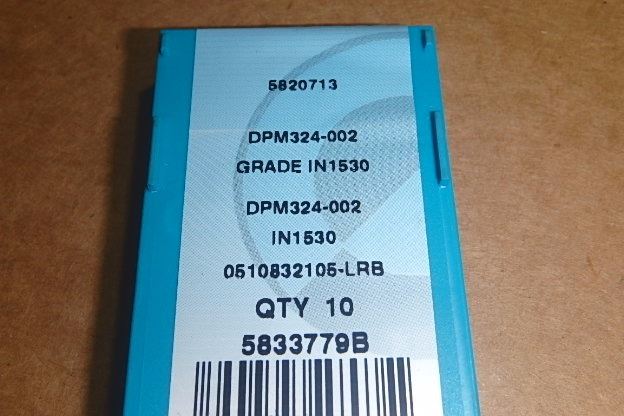 5820713
DPM324-002
GRADE IN1530
DPM324-002
IN1530
0510832105-LRB
QTY 10
5833779B